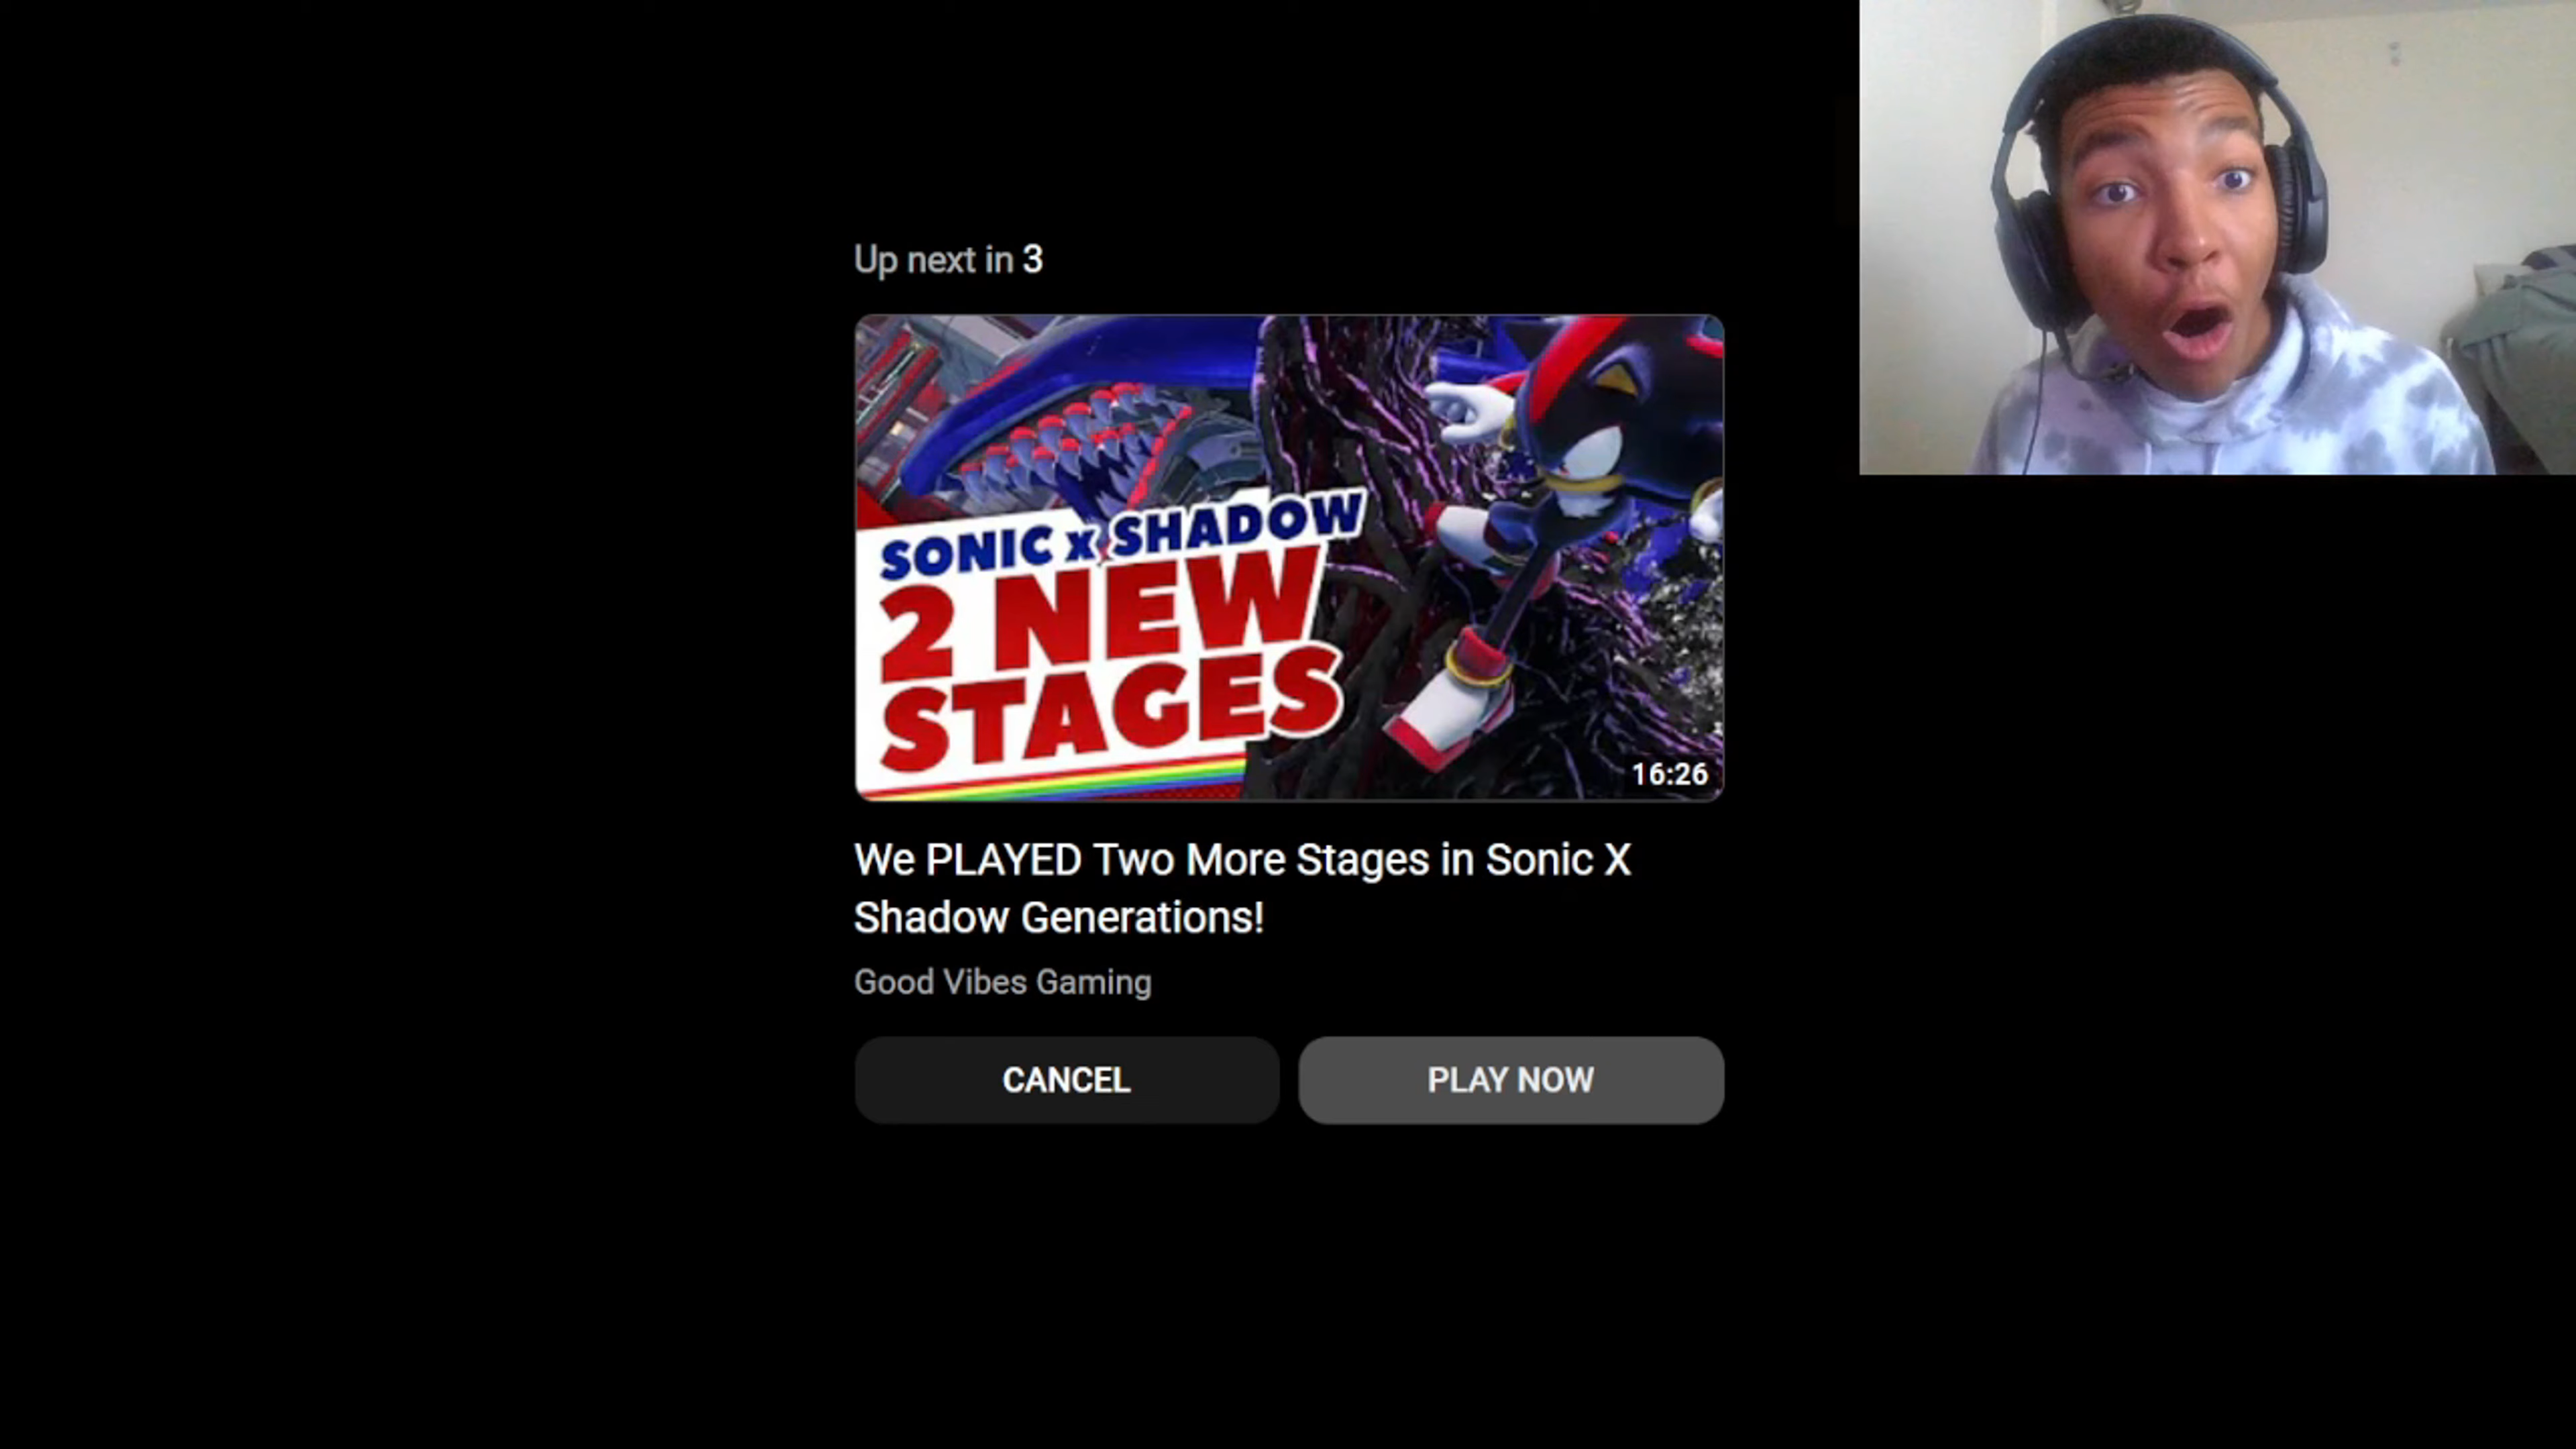 Up next in 3
SONIC x SHADOW
2 NEW
STAGES
16:26
We PLAYED Two More Stages in Sonic X
Shadow Generations!
Good Vibes Gaming
CANCEL
PLAY NOW